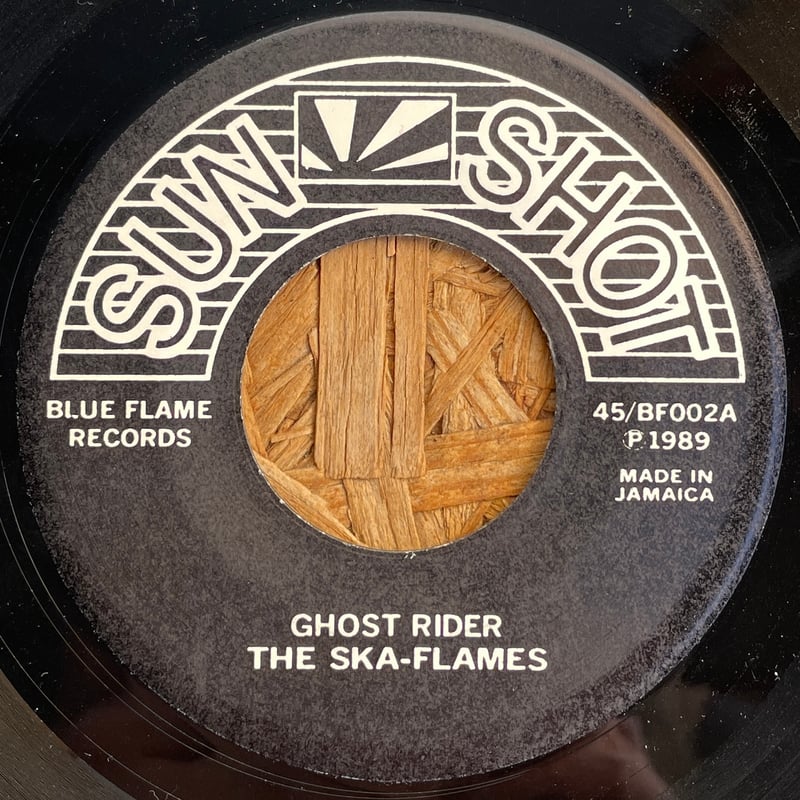 SUN SHOT
BLUE FLAME
RECORDS
45/BF002A
℗ 1989
MADE IN
JAMAICA
GHOST RIDER
THE SKA-FLAMES